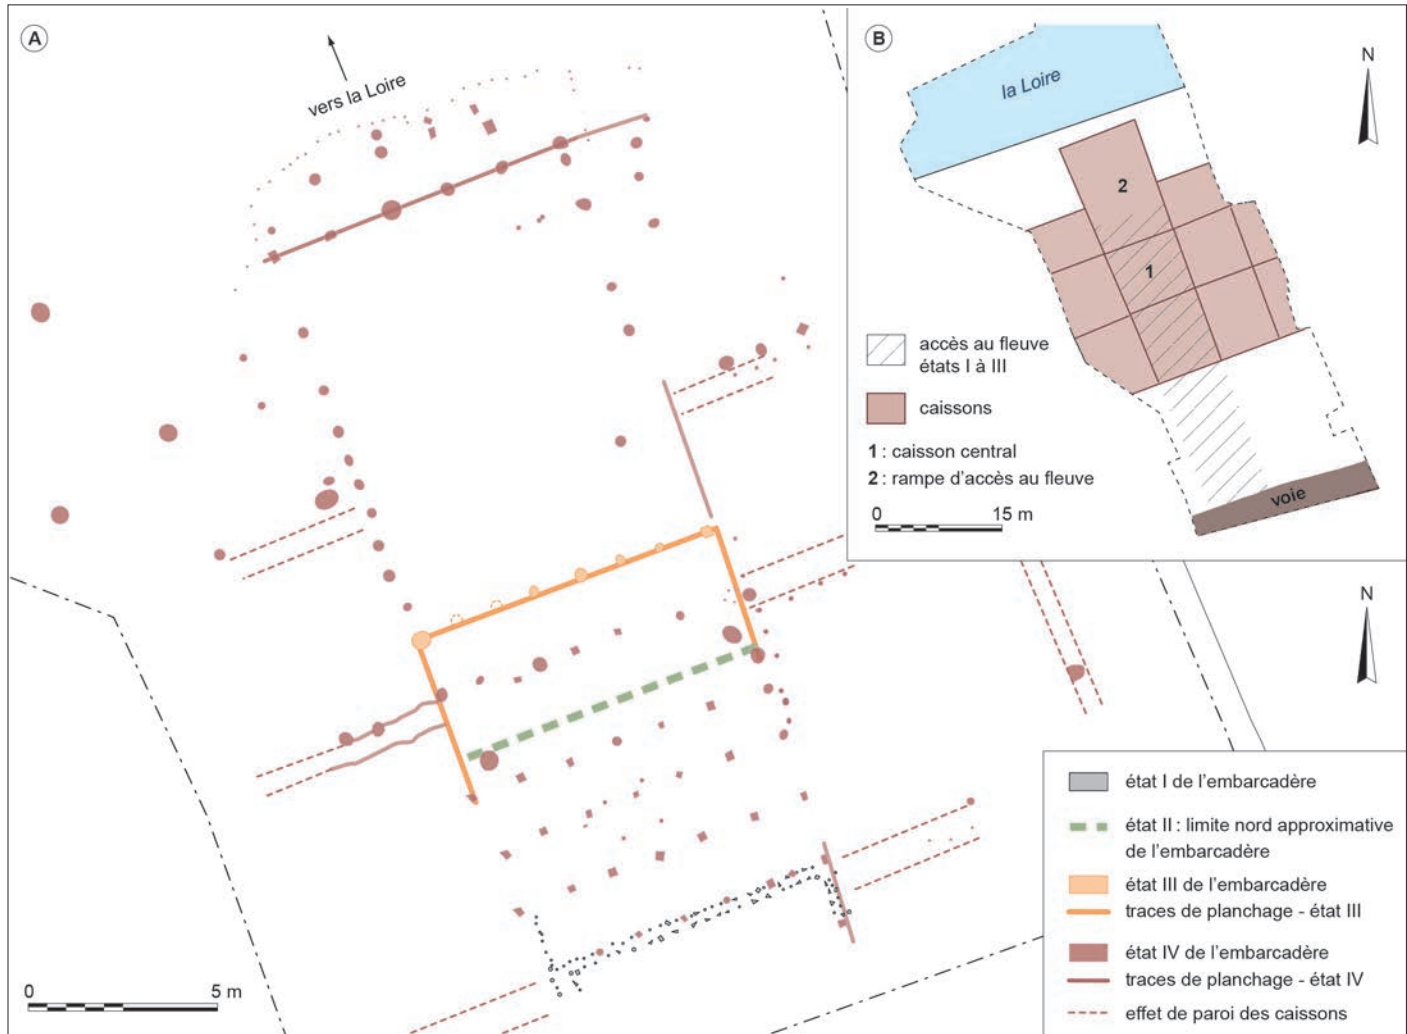 A
vers la Loire
B
la Loire
N
2
1
accès au fleuve
états I à III
caissons
1 : caisson central
2 : rampe d'accès au fleuve
0 15 m
voie
N
état I de l'embarcadère
état II : limite nord approximative
de l'embarcadère
état III de l'embarcadère
traces de planchage - état III
état IV de l'embarcadère
traces de planchage - état IV
effet de paroi des caissons
0 5 m